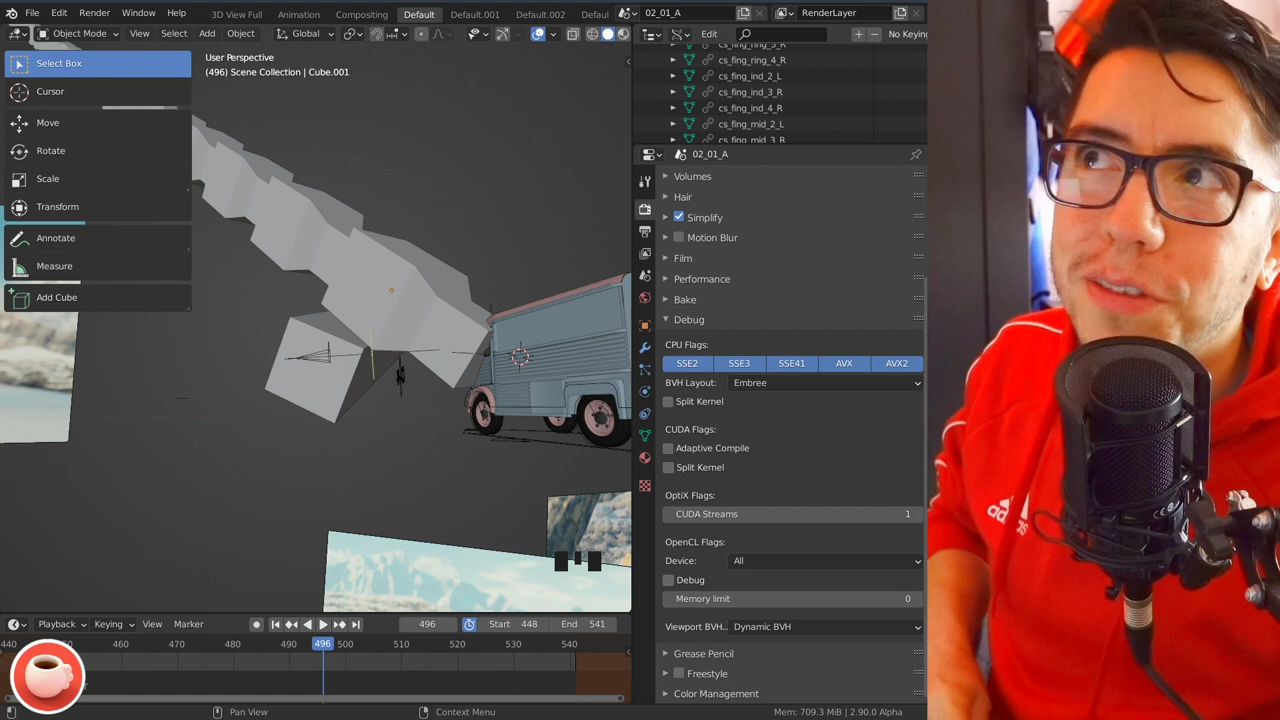 File Edit Render Window Help 3D View Full Animation Compositing Default Default.001 Default.002 Defaul 02_01_A RenderLayer
Object Mode View Select Add Object Global Edit No Keying
Select Box
Cursor
Move
Rotate
Scale
Transform
Annotate
Measure
Add Cube
User Perspective
(496) Scene Collection | Cube.001
cs_fing_ring_3_R
cs_fing_ring_4_R
cs_fing_ind_2_L
cs_fing_ind_3_R
cs_fing_ind_4_R
cs_fing_mid_2_L
cs_fing_mid_3_R
02_01_A
Volumes
Hair
Simplify
Motion Blur
Film
Performance
Bake
Debug
CPU Flags:
SSE2 SSE3 SSE41 AVX AVX2
BVH Layout: Embree
Split Kernel
CUDA Flags:
Adaptive Compile
Split Kernel
OptiX Flags:
CUDA Streams 1
OpenCL Flags:
Device: All
Debug
Memory limit 0
Viewport BVH... Dynamic BVH
Grease Pencil
Freestyle
Color Management
Playback Keying View Marker 496 Start 448 End 541
440 460 480 496 500 520 540
Pan View Context Menu Mem: 709.3 MiB | 2.90.0 Alpha
adidas